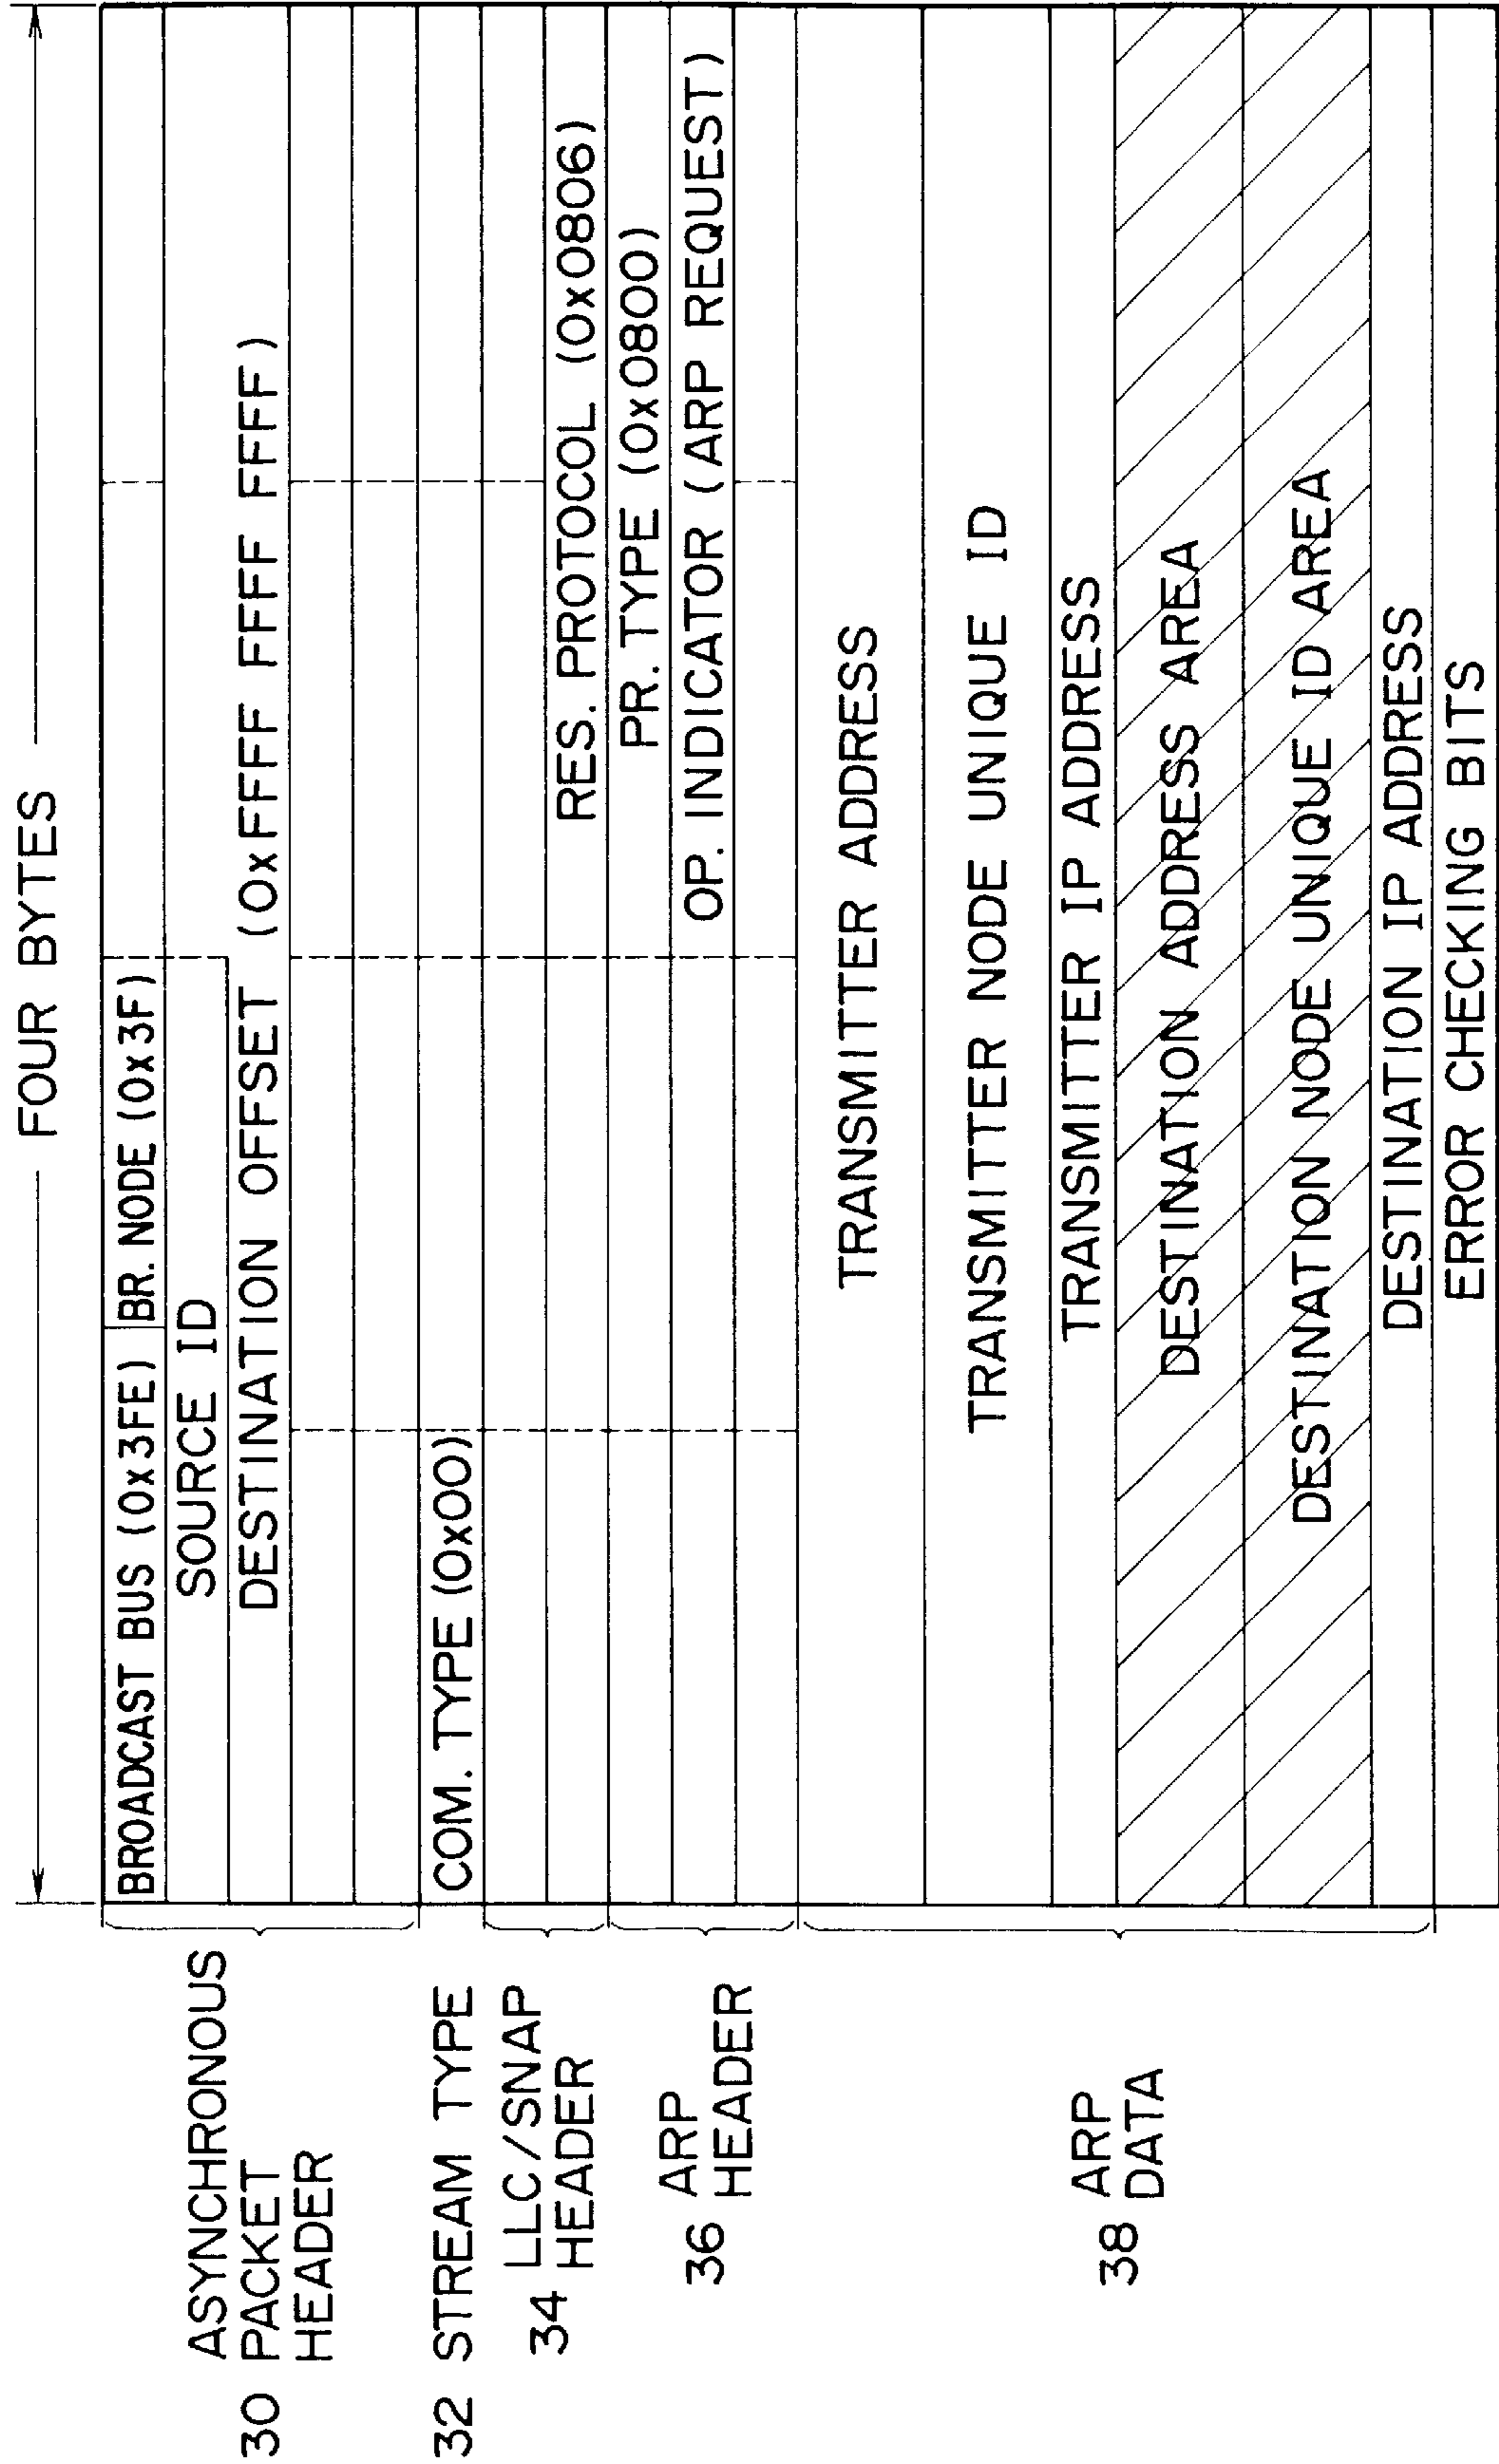 FOUR BYTES
30 ASYNCHRONOUS
PACKET
HEADER
BROADCAST BUS (0x3FE) BR. NODE (0x3F)
SOURCE ID
DESTINATION OFFSET (0xFFFF FFFF FFFF)
32 STREAM TYPE
COM. TYPE (0x00)
34 LLC/SNAP
HEADER
RES. PROTOCOL (0x0806)
36 ARP
HEADER
PR. TYPE (0x0800)
OP. INDICATOR (ARP REQUEST)
38 ARP
DATA
TRANSMITTER ADDRESS
TRANSMITTER NODE UNIQUE ID
TRANSMITTER IP ADDRESS
DESTINATION ADDRESS AREA
DESTINATION NODE UNIQUE ID AREA
DESTINATION IP ADDRESS
ERROR CHECKING BITS